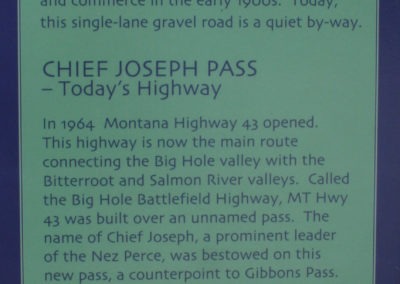 and commerce in the early 1900s. Today,
this single-lane gravel road is a quiet by-way.
CHIEF JOSEPH PASS
– Today's Highway
In 1964 Montana Highway 43 opened.
This highway is now the main route
connecting the Big Hole valley with the
Bitterroot and Salmon River valleys. Called
the Big Hole Battlefield Highway, MT Hwy
43 was built over an unnamed pass. The
name of Chief Joseph, a prominent leader
of the Nez Perce, was bestowed on this
new pass, a counterpoint to Gibbons Pass.